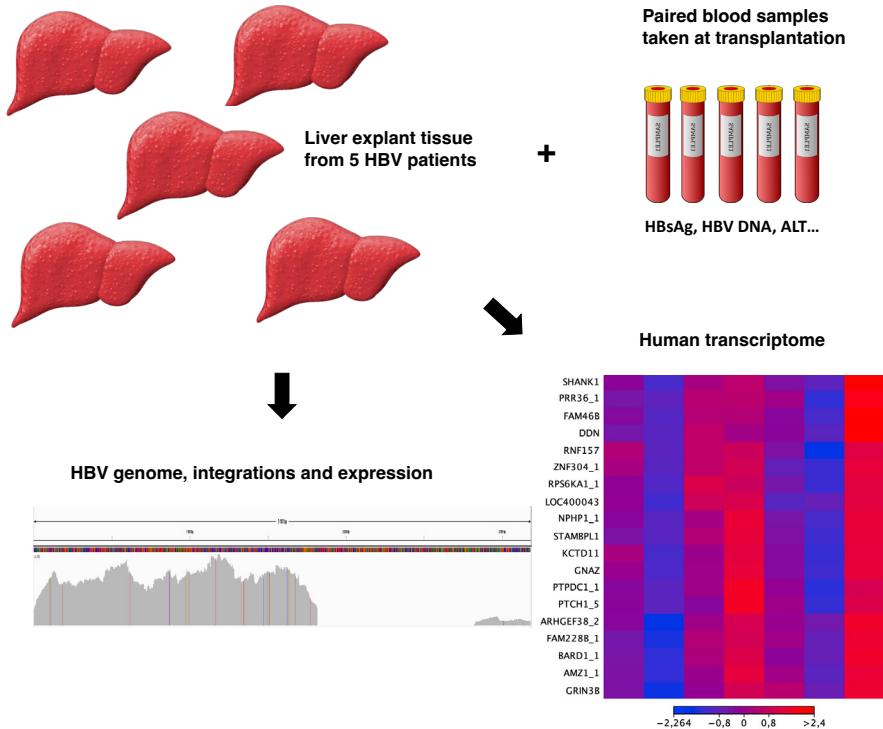 Paired blood samples
taken at transplantation
Liver explant tissue
from 5 HBV patients
+
HBsAg, HBV DNA, ALT...
Human transcriptome
SHANK1
PRR36_1
FAM46B
DDN
RNF157
ZNF304_1
RPS6KA1_1
LOC400043
NPHP1_1
STAMBPL1
KCTD11
GNAZ
PTPDC1_1
PTCH1_5
ARHGEF38_2
FAM228B_1
BARD1_1
AMZ1_1
GRIN3B
-2,264 -0,8 0 0,8 >2,4
HBV genome, integrations and expression